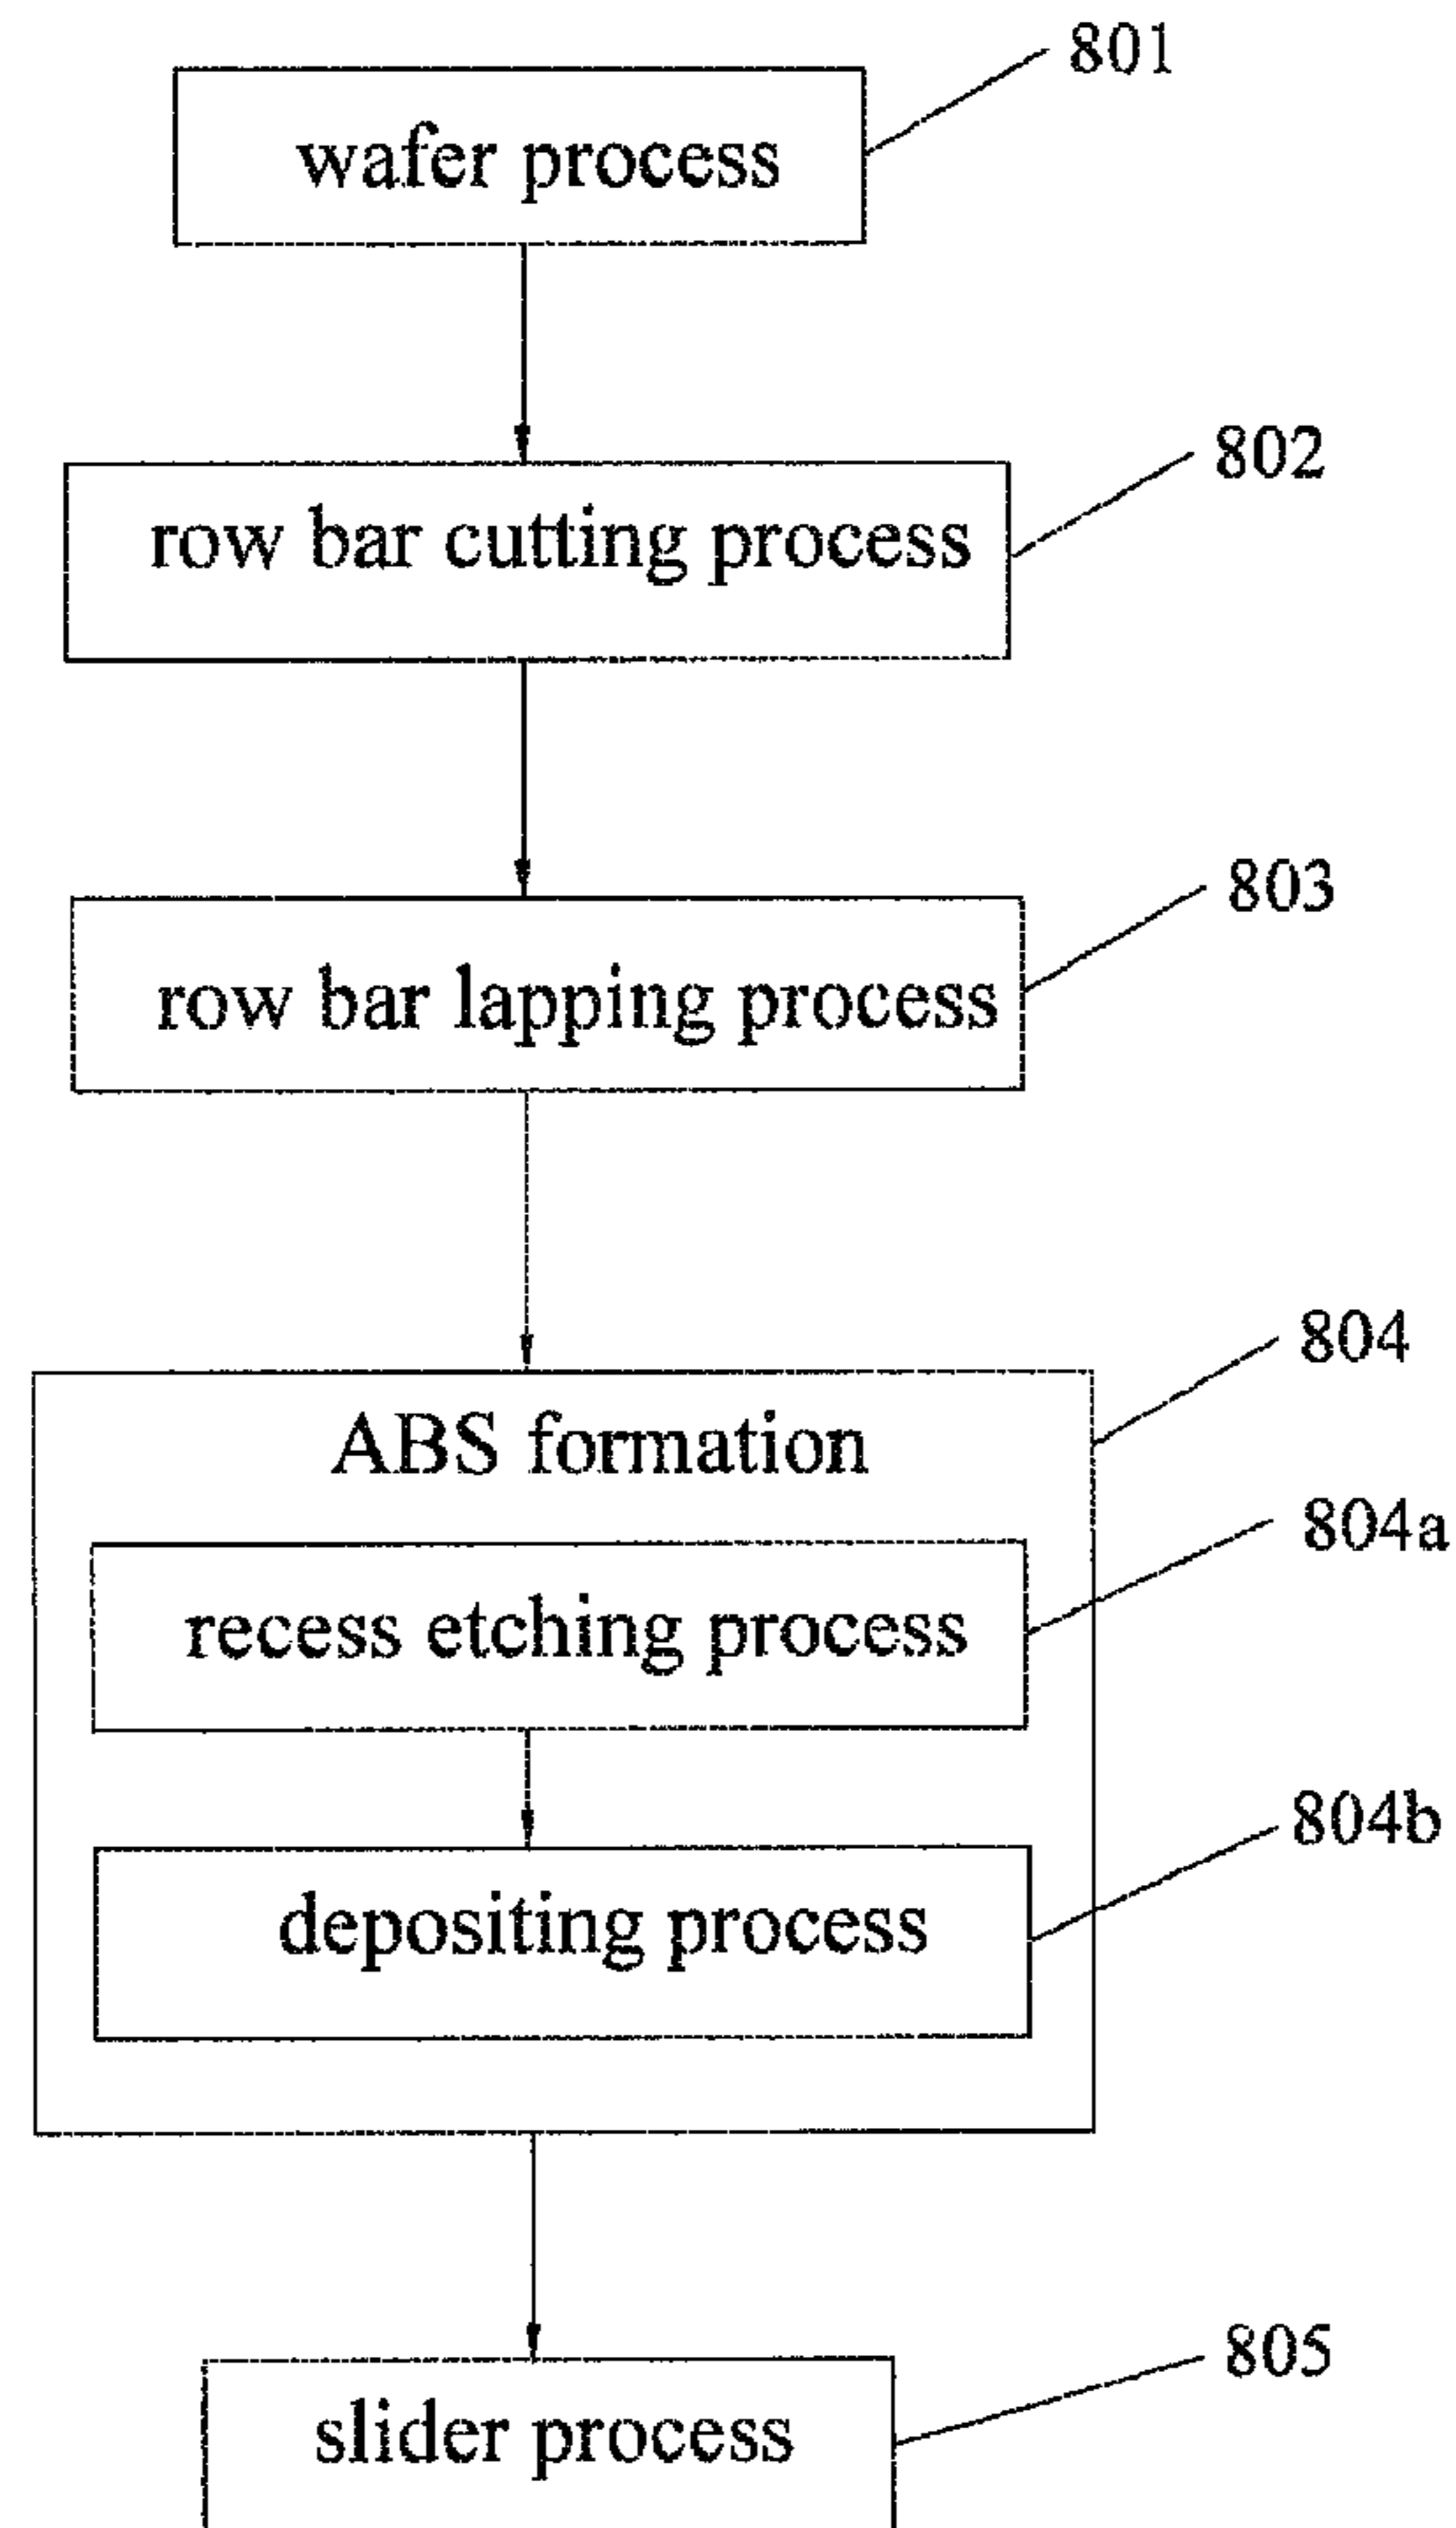 801
wafer process
802
row bar cutting process
803
row bar lapping process
804
ABS formation
804a
recess etching process
804b
depositing process
805
slider process